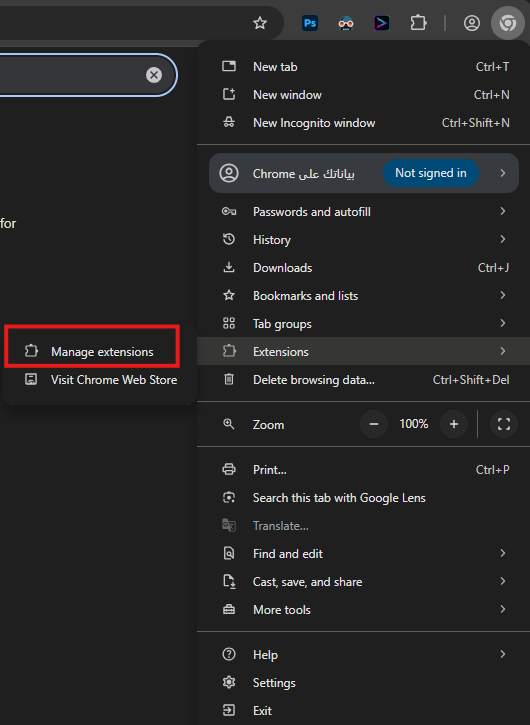 Ps
New tab Ctrl+T
New window Ctrl+N
New Incognito window Ctrl+Shift+N
بياناتك على Chrome Not signed in
for
Passwords and autofill
History
Downloads Ctrl+J
Bookmarks and lists
Tab groups
Manage extensions
Extensions
Visit Chrome Web Store
Delete browsing data... Ctrl+Shift+Del
Zoom − 100% +
Print... Ctrl+P
Search this tab with Google Lens
Translate...
Find and edit
Cast, save, and share
More tools
Help
Settings
Exit